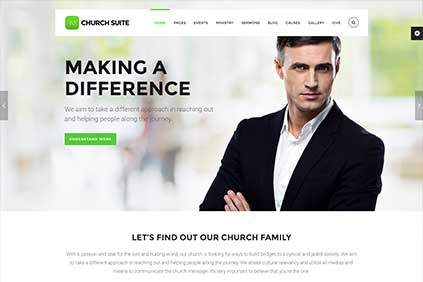 CHURCH SUITE
HOME PAGES EVENTS MINISTRY SERMONS BLOG CAUSES GALLERY GIVE
MAKING A
DIFFERENCE
We aim to take a different approach in reaching out
and helping people along the journey.
UNDERSTAND MORE
LET'S FIND OUT OUR CHURCH FAMILY
With a passion and love for the lost and hurting world, our church is looking for ways to build bridges to a cynical and jaded society. We aim to
take a different approach in reaching out and helping people along the journey. We stress cultural relevancy and utilize all medias and
means to communicate the church message. It's very important to believe that you're the one.